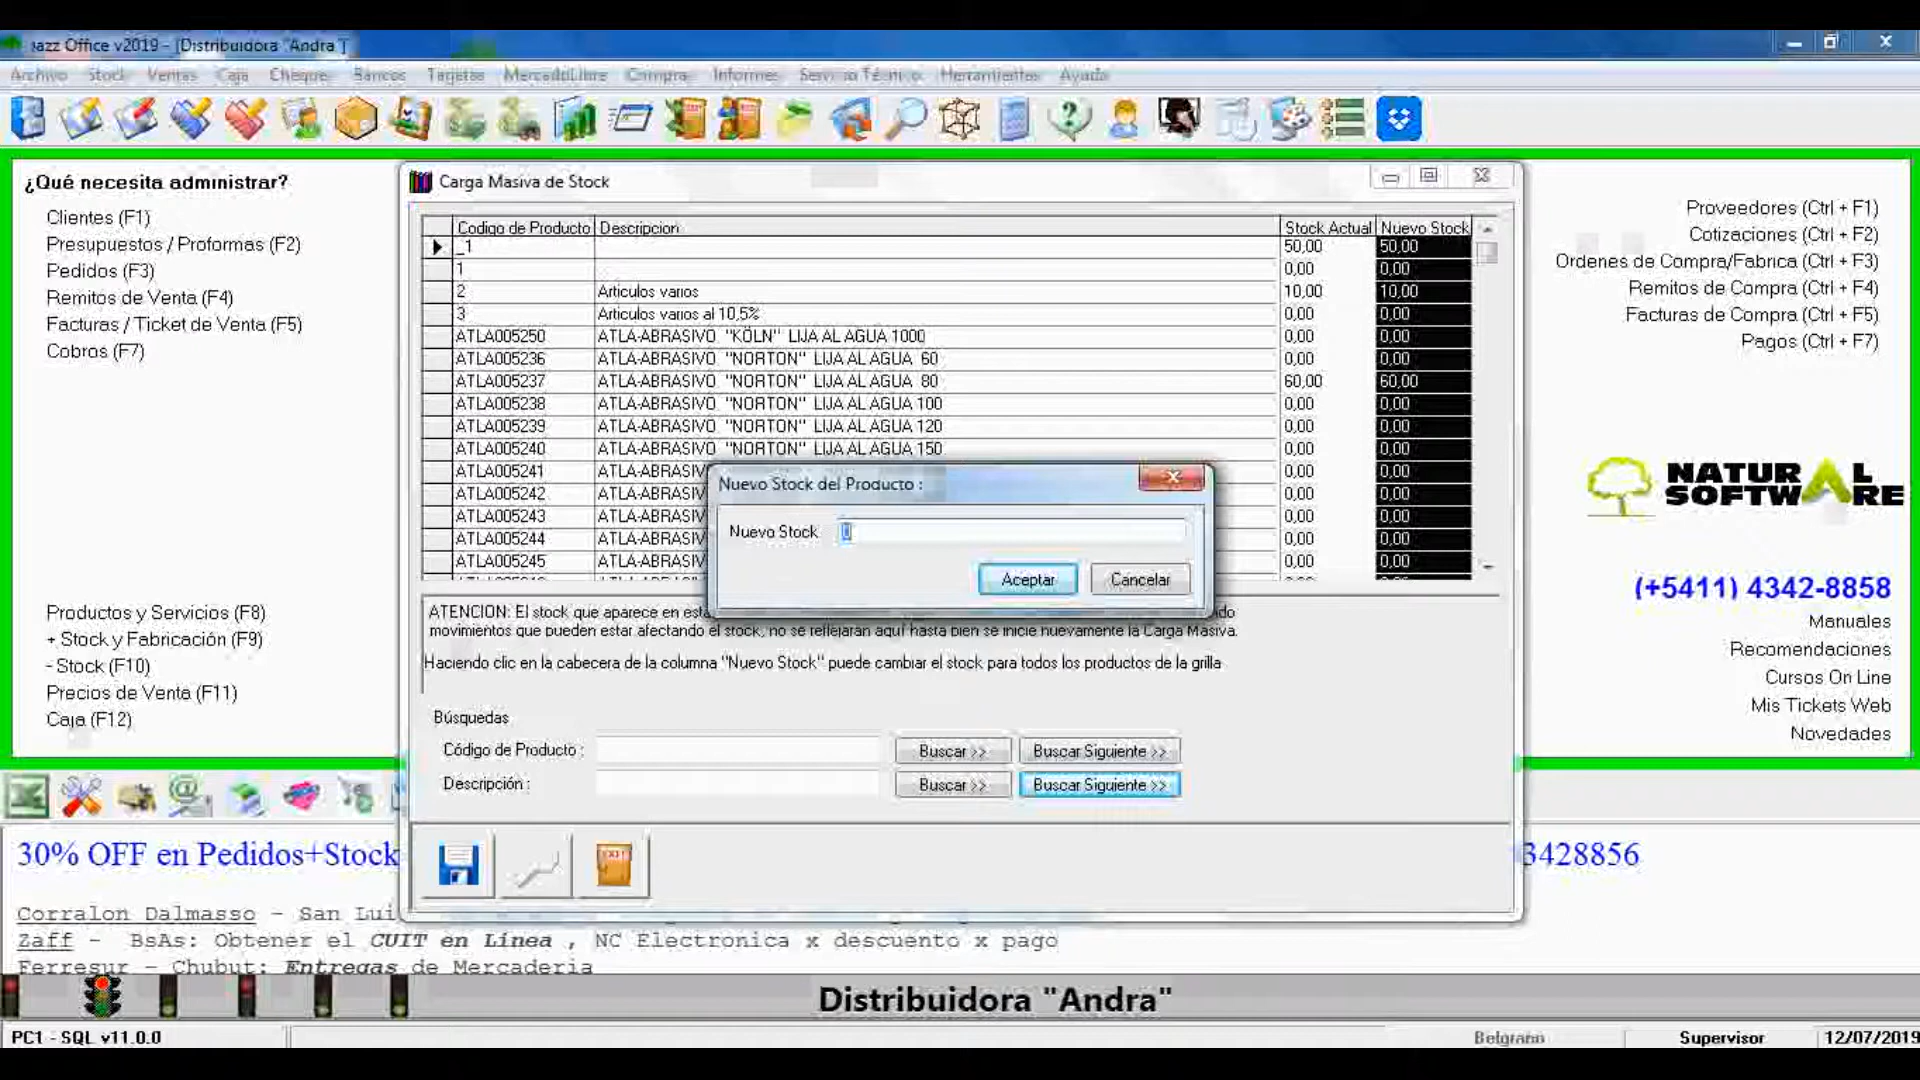 Jazz Office v2019 - [Distribuidora "Andra"]
Archivo Stock Ventas Caja Cheques Bancos Tarjetas MercadoLibre Compras Informes Servicio Técnico Herramientas Ayuda
¿Qué necesita administrar?
Clientes (F1)
Presupuestos / Proformas (F2)
Pedidos (F3)
Remitos de Venta (F4)
Facturas / Ticket de Venta (F5)
Cobros (F7)
Productos y Servicios (F8)
+ Stock y Fabricación (F9)
- Stock (F10)
Precios de Venta (F11)
Caja (F12)
Carga Masiva de Stock
Codigo de Producto Descripcion Stock Actual Nuevo Stock
_1 50,00 50,00
1 0,00 0,00
2 Articulos varios 10,00 10,00
3 Articulos varios al 10,5% 0,00 0,00
ATLA005250 ATLA-ABRASIVO "KÖLN" LIJA AL AGUA 1000 0,00 0,00
ATLA005236 ATLA-ABRASIVO "NORTON" LIJA AL AGUA 60 0,00 0,00
ATLA005237 ATLA-ABRASIVO "NORTON" LIJA AL AGUA 80 60,00 60,00
ATLA005238 ATLA-ABRASIVO "NORTON" LIJA AL AGUA 100 0,00 0,00
ATLA005239 ATLA-ABRASIVO "NORTON" LIJA AL AGUA 120 0,00 0,00
ATLA005240 ATLA-ABRASIVO "NORTON" LIJA AL AGUA 150 0,00 0,00
ATLA005241 ATLA-ABRASIV 0,00 0,00
ATLA005242 ATLA-ABRASIV 0,00 0,00
ATLA005243 ATLA-ABRASIV 0,00 0,00
ATLA005244 ATLA-ABRASIV 0,00 0,00
ATLA005245 ATLA-ABRASIV 0,00 0,00
Nuevo Stock del Producto :
Nuevo Stock
Aceptar Cancelar
ATENCION: El stock que aparece en esta
movimientos que pueden estar afectando el stock, no se reflejaran aqui hasta bien se inicie nuevamente la Carga Masiva.
Haciendo clic en la cabecera de la columna "Nuevo Stock" puede cambiar el stock para todos los productos de la grilla
Búsquedas
Código de Producto : Buscar >> Buscar Siguiente >>
Descripción : Buscar >> Buscar Siguiente >>
EXIT
Proveedores (Ctrl + F1)
Cotizaciones (Ctrl + F2)
Ordenes de Compra/Fabrica (Ctrl + F3)
Remitos de Compra (Ctrl + F4)
Facturas de Compra (Ctrl + F5)
Pagos (Ctrl + F7)
NATURAL
SOFTWARE
(+5411) 4342-8858
Manuales
Recomendaciones
Cursos On Line
Mis Tickets Web
Novedades
30% OFF en Pedidos+Stock 3428856
Corralon Dalmasso - San Lui
Zaff - BsAs: Obtener el CUIT en Línea , NC Electronica x descuento x pago
Ferresur - Chubut: Entregas de Mercaderia
Distribuidora "Andra"
PC1 - SQL v11.0.0 Belgrano Supervisor 12/07/2019